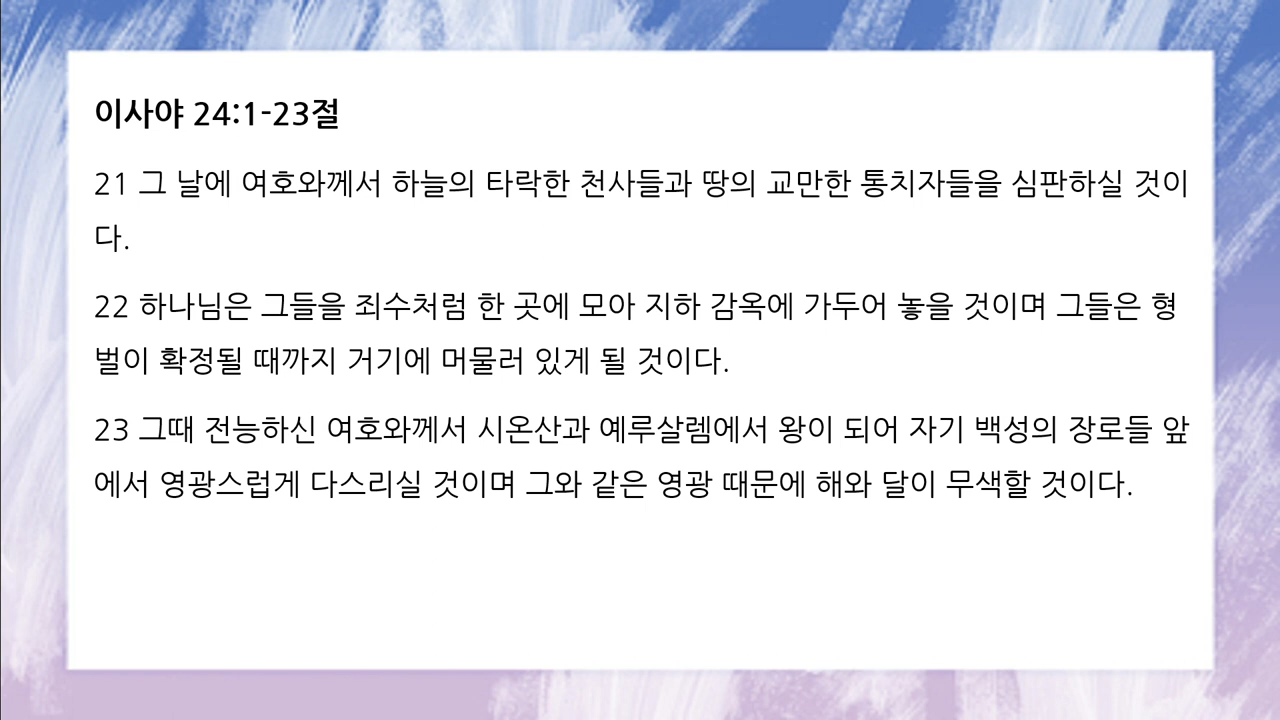 이사야 24:1-23절
21 그 날에 여호와께서 하늘의 타락한 천사들과 땅의 교만한 통치자들을 심판하실 것이
다.
22 하나님은 그들을 죄수처럼 한 곳에 모아 지하 감옥에 가두어 놓을 것이며 그들은 형
벌이 확정될 때까지 거기에 머물러 있게 될 것이다.
23 그때 전능하신 여호와께서 시온산과 예루살렘에서 왕이 되어 자기 백성의 장로들 앞
에서 영광스럽게 다스리실 것이며 그와 같은 영광 때문에 해와 달이 무색할 것이다.